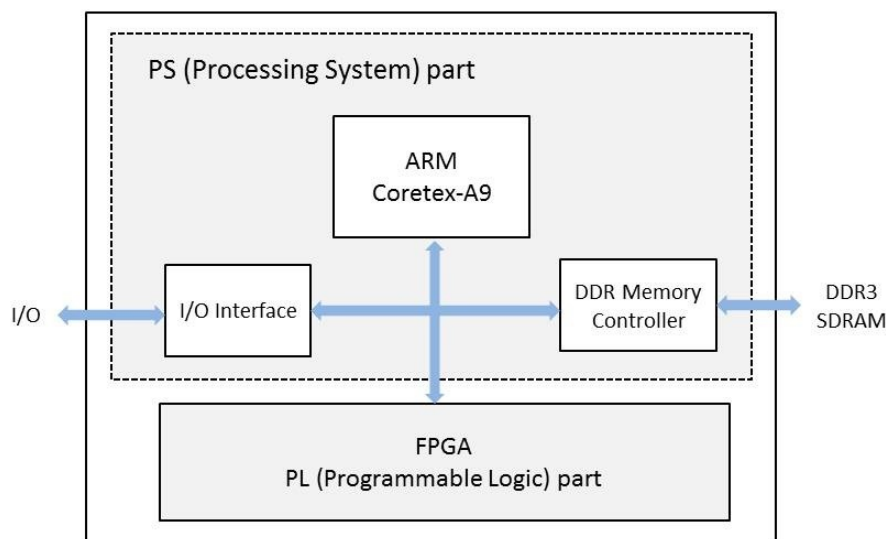 PS (Processing System) part
ARM
Coretex-A9
I/O
I/O Interface
DDR Memory
Controller
DDR3
SDRAM
FPGA
PL (Programmable Logic) part